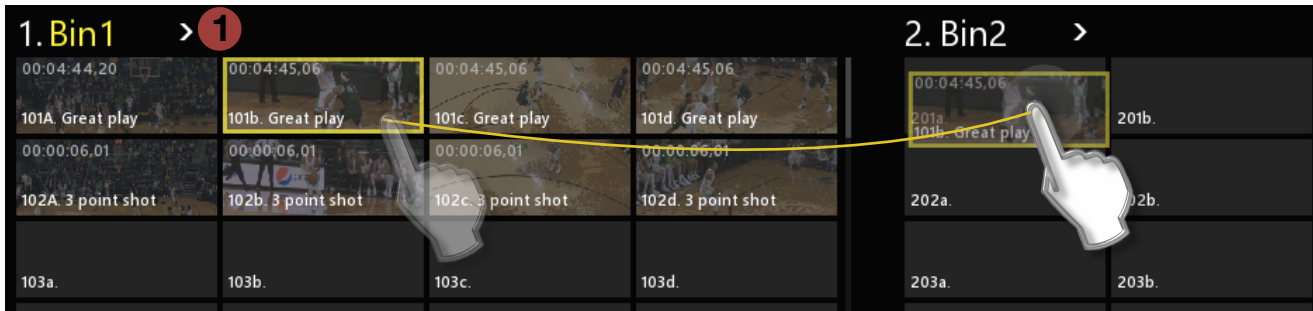 1. Bin1 >
1
00:04:44,20
101A. Great play
00:04:45,06
101b. Great play
00:04:45,06
101c. Great play
00:04:45,06
101d. Great play
00:00:06,01
102A. 3 point shot
00:00:06,01
102b. 3 point shot
00:00:06,01
102c. 3 point shot
00:00:06,01
102d. 3 point shot
103a.
103b.
103c.
103d.
2. Bin2 >
00:04:45,06
201a.
101b. Great play
201b.
202a.
02b.
203a.
203b.